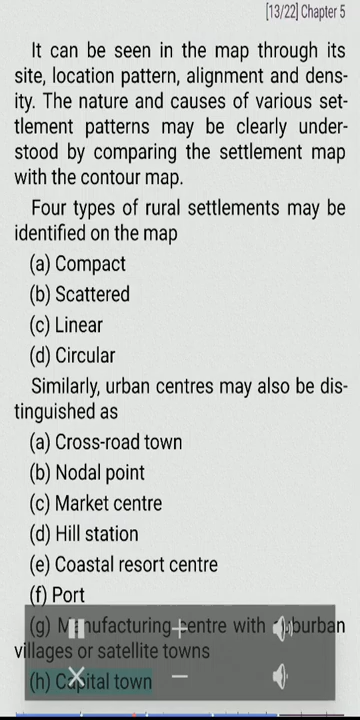 [13/22] Chapter 5
It can be seen in the map through its
site, location pattern, alignment and dens-
ity. The nature and causes of various set-
tlement patterns may be clearly under-
stood by comparing the settlement map
with the contour map.
Four types of rural settlements may be
identified on the map
(a) Compact
(b) Scattered
(c) Linear
(d) Circular
Similarly, urban centres may also be dis-
tinguished as
(a) Cross-road town
(b) Nodal point
(c) Market centre
(d) Hill station
(e) Coastal resort centre
(f) Port
(g) Manufacturing centre with suburban
villages or satellite towns
(h) Capital town